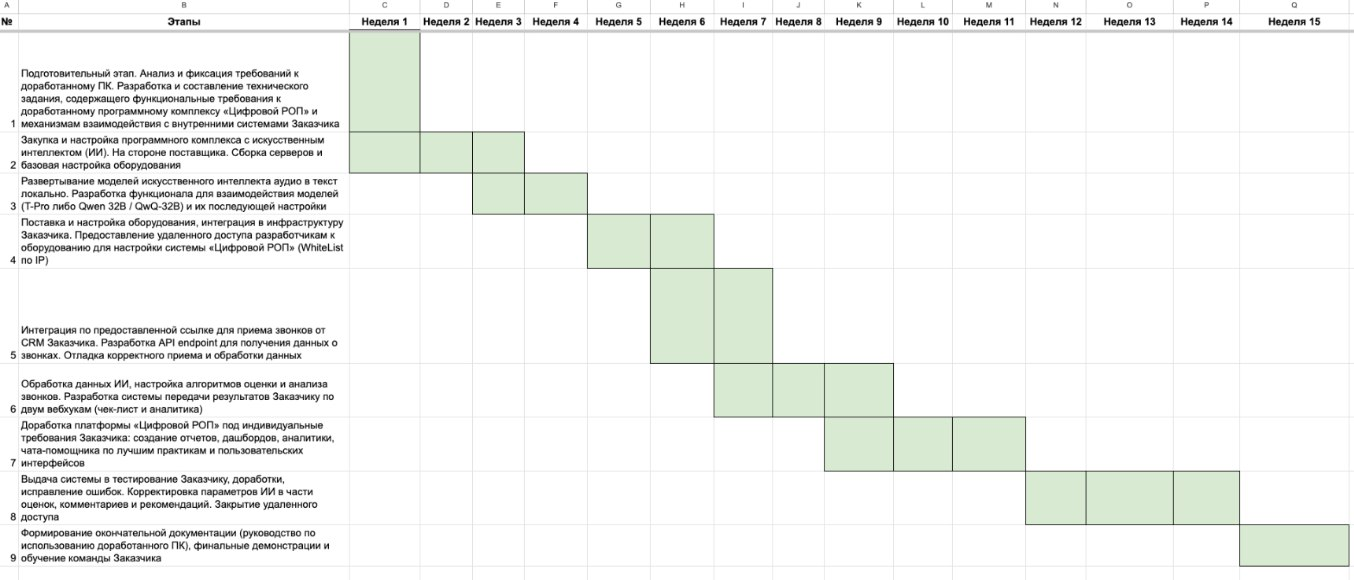 A B C D E F G H I J K L M N O P Q
№ Этапы Неделя 1 Неделя 2 Неделя 3 Неделя 4 Неделя 5 Неделя 6 Неделя 7 Неделя 8 Неделя 9 Неделя 10 Неделя 11 Неделя 12 Неделя 13 Неделя 14 Неделя 15
Подготовительный этап. Анализ и фиксация требований к
доработанному ПК. Разработка и составление технического
задания, содержащего функциональные требования к
доработанному программному комплексу «Цифровой РОП» и
1 механизмам взаимодействия с внутренними системами Заказчика
Закупка и настройка программного комплекса с искусственным
интеллектом (ИИ). На стороне поставщика. Сборка серверов и
2 базовая настройка оборудования
Развертывание моделей искусственного интеллекта аудио в текст
локально. Разработка функционала для взаимодействия моделей
3 (T-Pro либо Qwen 32B / QwQ-32B) и их последующей настройки
Поставка и настройка оборудования, интеграция в инфраструктуру
Заказчика. Предоставление удаленного доступа разработчикам к
оборудованию для настройки системы «Цифровой РОП» (WhiteList
4 по IP)
Интеграция по предоставленной ссылке для приема звонков от
CRM Заказчика. Разработка API endpoint для получения данных о
5 звонках. Отладка корректного приема и обработки данных
Обработка данных ИИ, настройка алгоритмов оценки и анализа
звонков. Разработка системы передачи результатов Заказчику по
6 двум вебхукам (чек-лист и аналитика)
Доработка платформы «Цифровой РОП» под индивидуальные
требования Заказчика: создание отчетов, дашбордов, аналитики,
чата-помощника по лучшим практикам и пользовательских
7 интерфейсов
Выдача системы в тестирование Заказчику, доработки,
исправление ошибок. Корректировка параметров ИИ в части
оценок, комментариев и рекомендаций. Закрытие удаленного
8 доступа
Формирование окончательной документации (руководство по
использованию доработанного ПК), финальные демонстрации и
9 обучение команды Заказчика